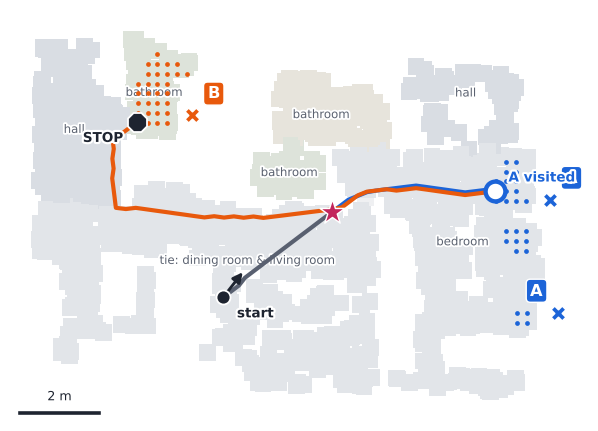 bathroom
B
hall
hall
STOP
bathroom
bathroom
A visited
bedroom
tie: dining room & living room
A
start
2 m